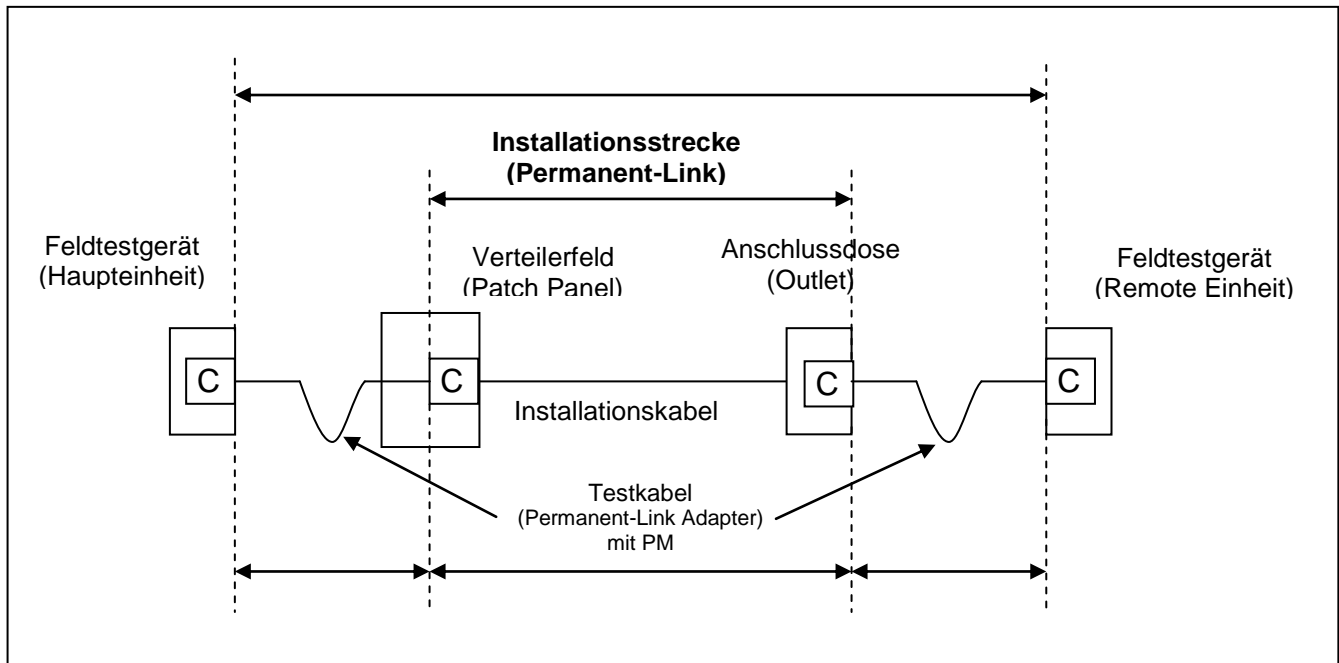 Installationsstrecke
(Permanent-Link)
Feldtestgerät
(Haupteinheit)
Verteilerfeld
(Patch Panel)
Anschlussdose
(Outlet)
Feldtestgerät
(Remote Einheit)
C
C
C
C
Installationskabel
Testkabel
(Permanent-Link Adapter)
mit PM